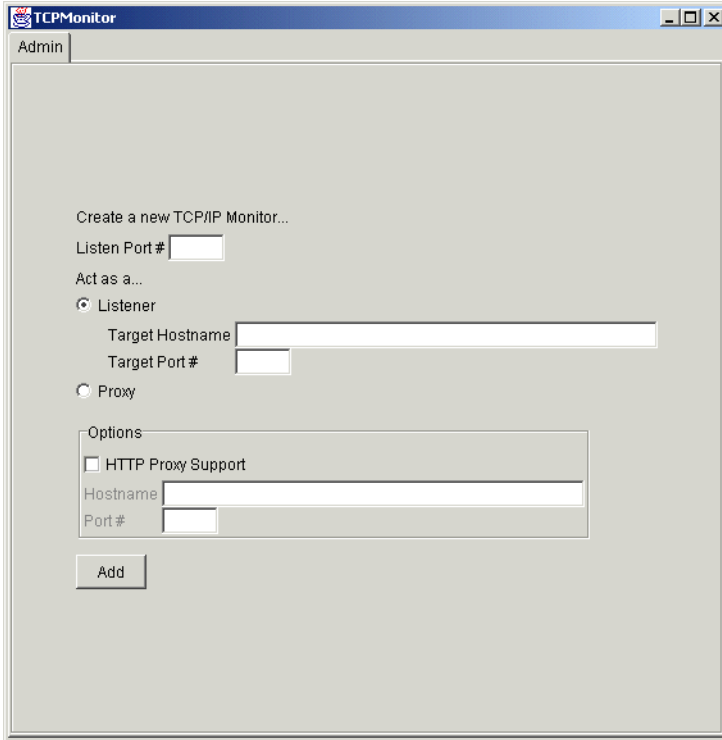 TCPMonitor
Admin
Create a new TCP/IP Monitor...
Listen Port #
Act as a...
Listener
Target Hostname
Target Port #
Proxy
Options
HTTP Proxy Support
Hostname
Port #
Add